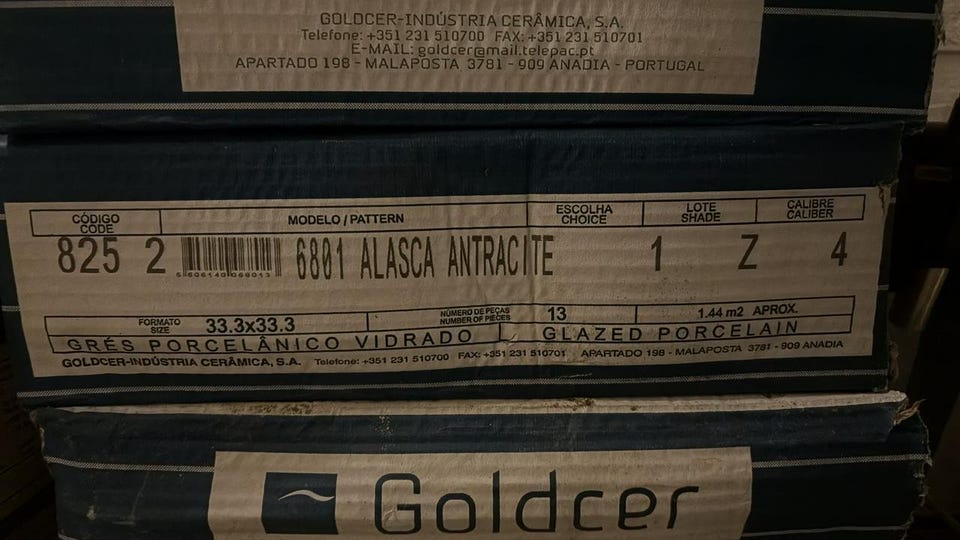 GOLDCER-INDÚSTRIA CERÂMICA, S.A.
Telefone: +351 231 510700 FAX: +351 231 510701
E-MAIL: goldcer@mail.telepac.pt
APARTADO 198 - MALAPOSTA 3781 - 909 ANADIA - PORTUGAL
CÓDIGO MODELO / PATTERN ESCOLHA LOTE CALIBRE
CODE CHOICE SHADE CALIBER
825 2 6801 ALASCA ANTRACITE 1 Z 4
FORMATO 33.3x33.3 NÚMERO DE PEÇAS 13 1.44 m2 APROX.
SIZE NUMBER OF PIECES
GRÉS PORCELÂNICO VIDRADO GLAZED PORCELAIN
GOLDCER-INDÚSTRIA CERÂMICA, S.A. Telefone: +351 231 510700 FAX: +351 231 510701 APARTADO 198 - MALAPOSTA 3781 - 909 ANADIA
Goldcer